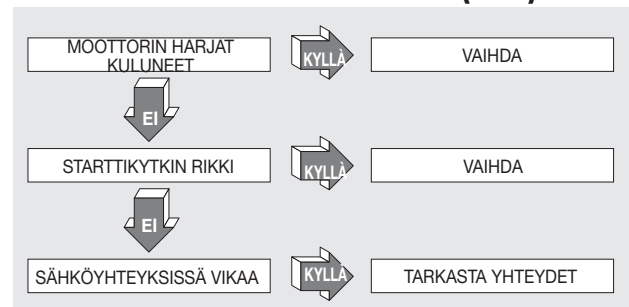 MOOTTORIN HARJAT
KULUNEET
KYLLÀ
VAIHDA
EI
STARTTIKYTKIN RIKKI
KYLLÀ
VAIHDA
EI
SÄHKÖYHTEYKSISSÄ VIKAA
KYLLÀ
TARKASTA YHTEYDET